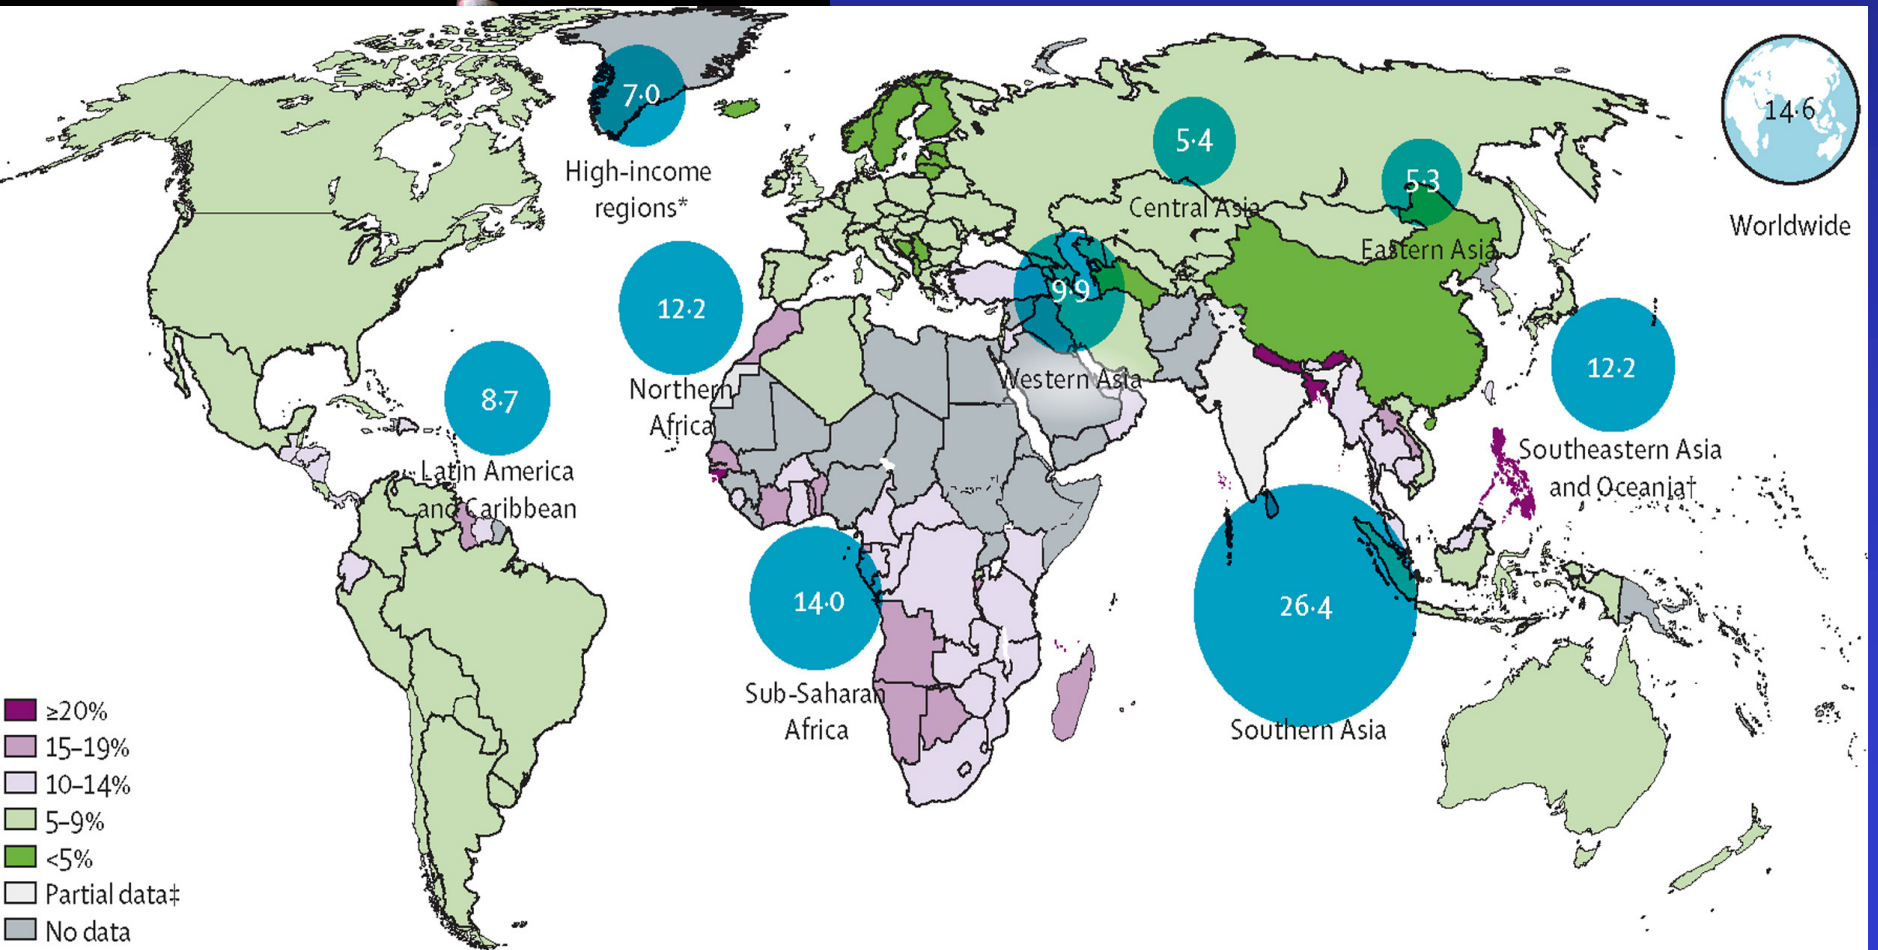 7·0
High-income
regions*
5·4
Central Asia
5·3
Eastern Asia
14·6
Worldwide
12·2
Northern
Africa
9·9
Western Asia
8·7
Latin America
and Caribbean
12·2
Southeastern Asia
and Oceania†
14·0
Sub-Saharan
Africa
26·4
Southern Asia
≥20%
15–19%
10–14%
5–9%
<5%
Partial data‡
No data